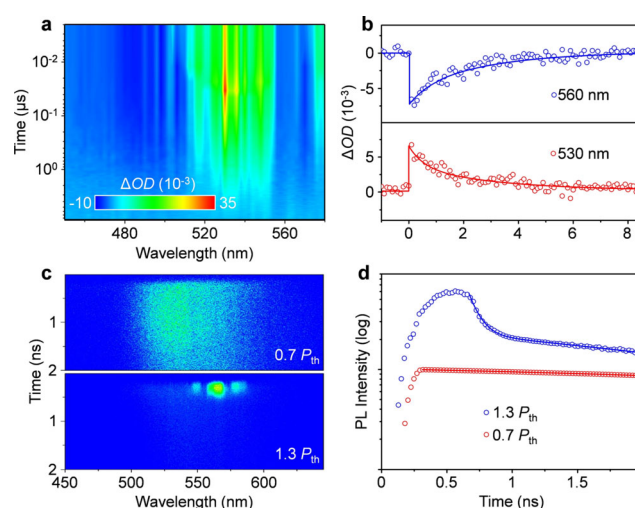 a
10⁻²
10⁻¹
10⁰
Time (µs)
ΔOD (10⁻³)
-10 35
480 520 560
Wavelength (nm)
b
0
-5
560 nm
ΔOD (10⁻³)
5
0
530 nm
0 2 4 6 8
c
1
2
0.7 Pth
1
2
1.3 Pth
Time (ns)
450 500 550 600
Wavelength (nm)
d
PL Intensity (log)
1.3 Pth
0.7 Pth
0 0.5 1 1.5
Time (ns)